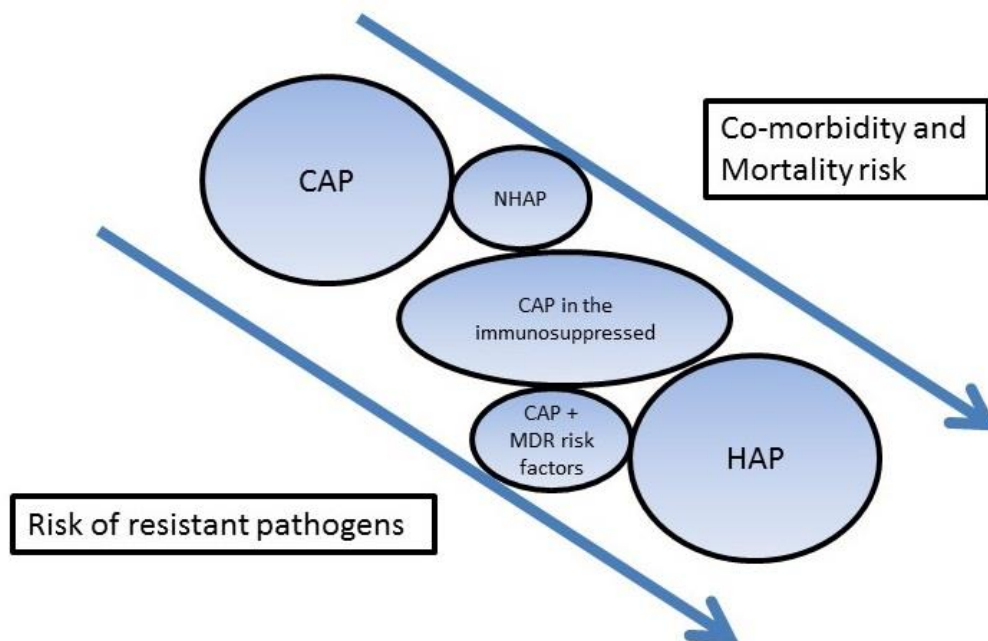 Co-morbidity and
Mortality risk
CAP
NHAP
CAP in the
immunosuppressed
CAP +
MDR risk
factors
HAP
Risk of resistant pathogens